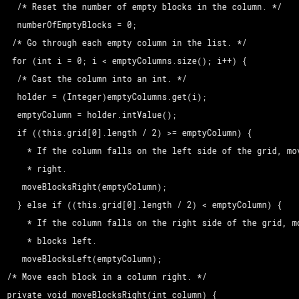 /* Reset the number of empty blocks in the column. */
numberOfEmptyBlocks = 0;
/* Go through each empty column in the list. */
for (int i = 0; i < emptyColumns.size(); i++) {
/* Cast the column into an int. */
holder = (Integer)emptyColumns.get(i);
emptyColumn = holder.intValue();
if ((this.grid[0].length / 2) >= emptyColumn) {
* If the column falls on the left side of the grid, mov
* right.
moveBlocksRight(emptyColumn);
} else if ((this.grid[0].length / 2) < emptyColumn) {
* If the column falls on the right side of the grid, mo
* blocks left.
moveBlocksLeft(emptyColumn);
/* Move each block in a column right. */
private void moveBlocksRight(int column) {